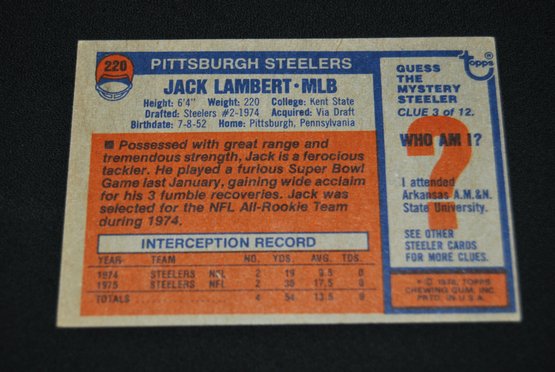 220
PITTSBURGH STEELERS
JACK LAMBERT • MLB
Height: 6'4" Weight: 220 College: Kent State
Drafted: Steelers #2-1974 Acquired: Via Draft
Birthdate: 7-8-52 Home: Pittsburgh, Pennsylvania
Possessed with great range and
tremendous strength, Jack is a ferocious
tackler. He played a furious Super Bowl
Game last January, gaining wide acclaim
for his 3 fumble recoveries. Jack was
selected for the NFL All-Rookie Team
during 1974.
INTERCEPTION RECORD
YEAR TEAM NO. YDS. AVG. TDS.
1974 STEELERS NFL 2 19 9.5 0
1975 STEELERS NFL 2 35 17.5 0
TOTALS 4 54 13.5 0
topps
GUESS
THE
MYSTERY
STEELER
CLUE 3 of 12.
WHO AM I?
?
I attended
Arkansas A.M.&N.
State University.
SEE OTHER
STEELER CARDS
FOR MORE CLUES.
* © 1976, TOPPS
CHEWING GUM, INC
PRTD. IN U.S.A.